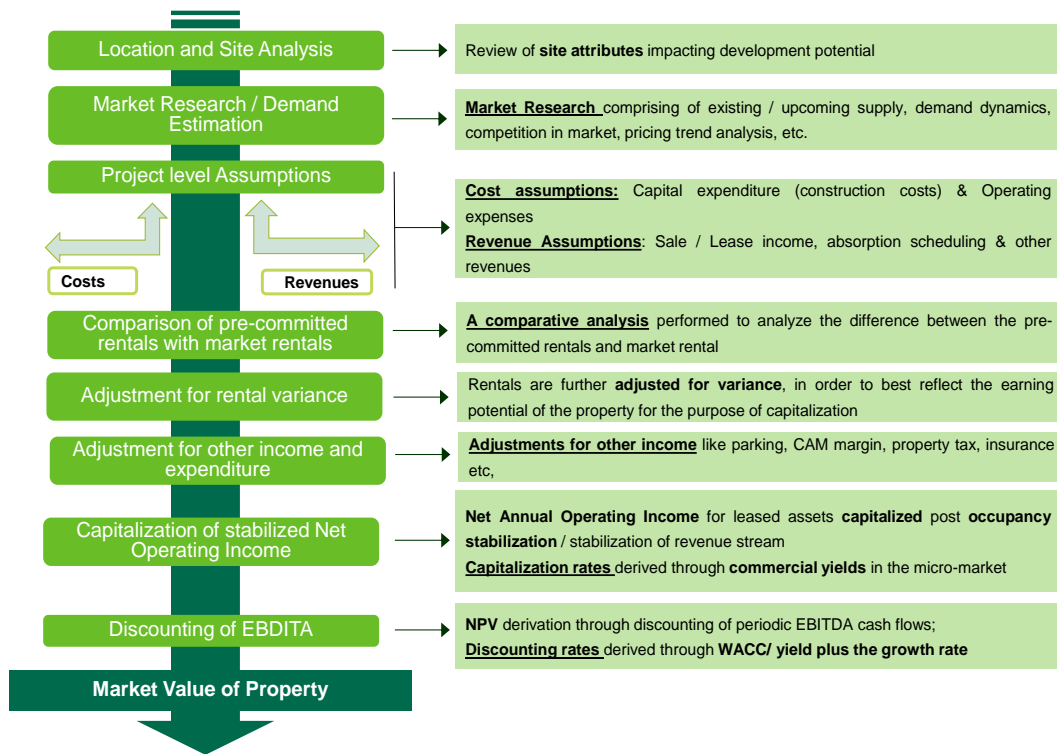 Location and Site Analysis
Review of site attributes impacting development potential
Market Research / Demand
Estimation
Market Research comprising of existing / upcoming supply, demand dynamics,
competition in market, pricing trend analysis, etc.
Project level Assumptions
Costs
Revenues
Cost assumptions: Capital expenditure (construction costs) & Operating
expenses
Revenue Assumptions: Sale / Lease income, absorption scheduling & other
revenues
Comparison of pre-committed
rentals with market rentals
A comparative analysis performed to analyze the difference between the pre-
committed rentals and market rental
Adjustment for rental variance
Rentals are further adjusted for variance, in order to best reflect the earning
potential of the property for the purpose of capitalization
Adjustment for other income and
expenditure
Adjustments for other income like parking, CAM margin, property tax, insurance
etc,
Capitalization of stabilized Net
Operating Income
Net Annual Operating Income for leased assets capitalized post occupancy
stabilization / stabilization of revenue stream
Capitalization rates derived through commercial yields in the micro-market
Discounting of EBDITA
NPV derivation through discounting of periodic EBITDA cash flows;
Discounting rates derived through WACC/ yield plus the growth rate
Market Value of Property